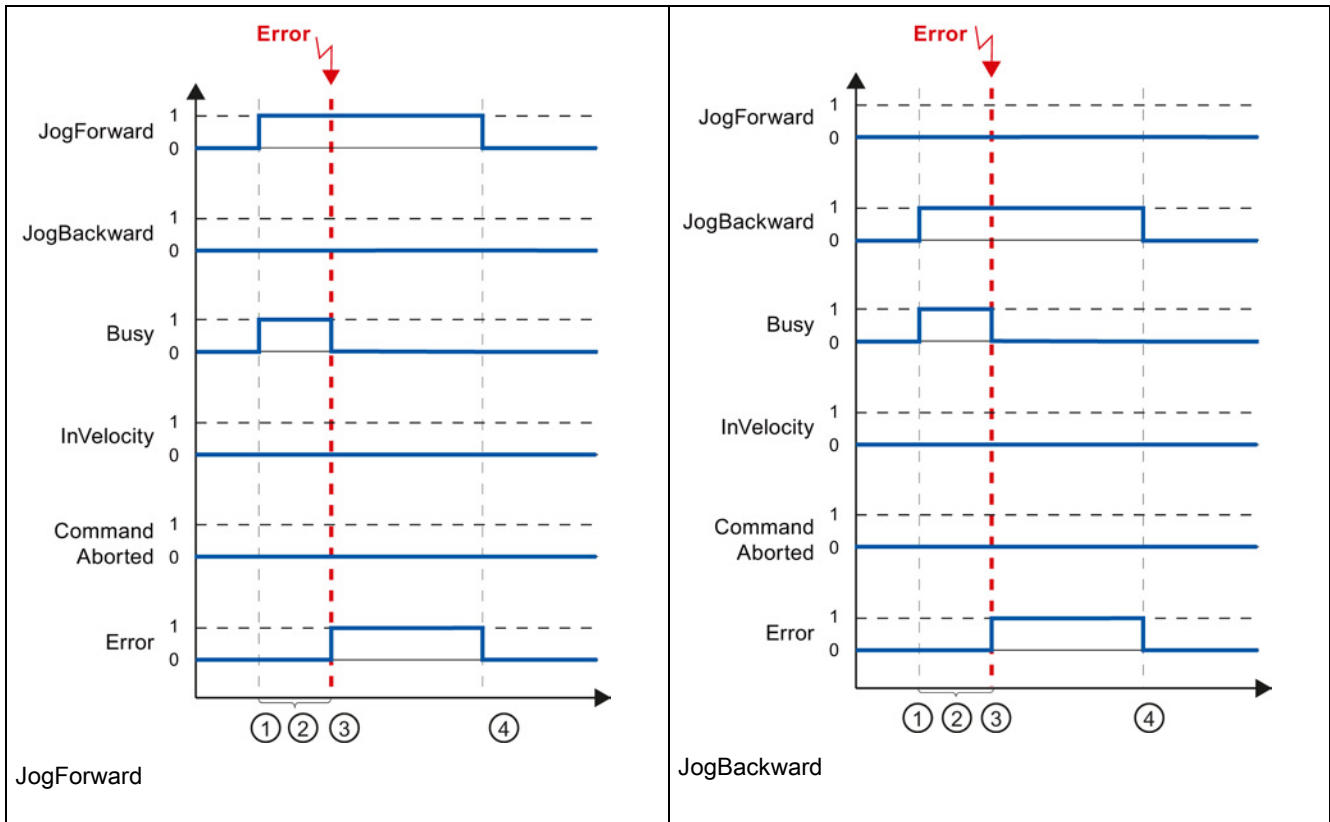 Error
1
JogForward
0
1
JogBackward
0
1
Busy
0
1
InVelocity
0
1
Command
Aborted
0
1
Error
0
① ② ③ ④
JogForward
Error
1
JogForward
0
1
JogBackward
0
1
Busy
0
1
InVelocity
0
1
Command
Aborted
0
1
Error
0
① ② ③ ④
JogBackward